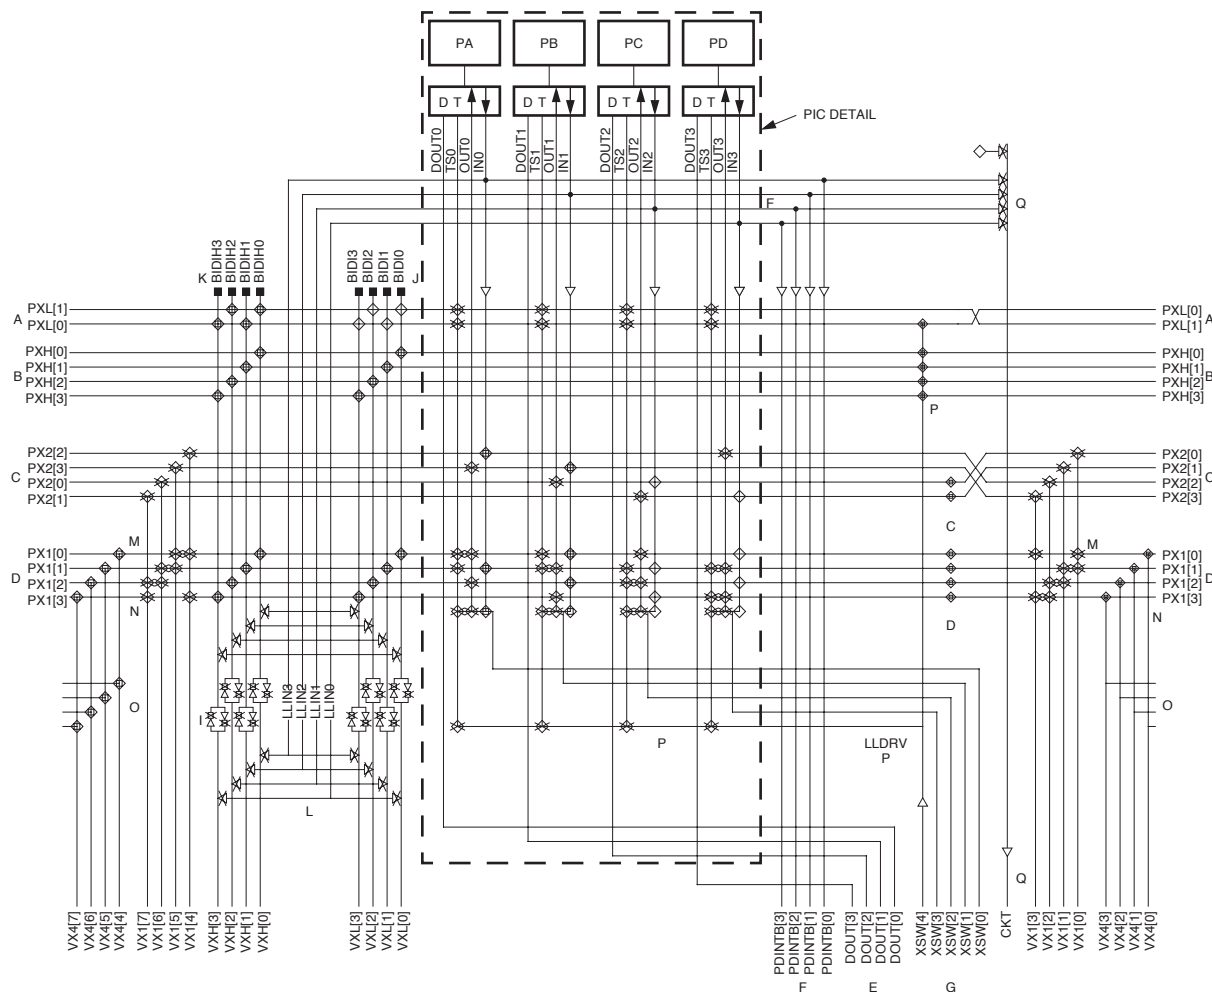 PA PB PC PD
D T D T D T D T
PIC DETAIL
DOUT0 TS0 OUT0 IN0 DOUT1 TS1 OUT1 IN1 DOUT2 TS2 OUT2 IN2 DOUT3 TS3 OUT3 IN3
F Q
K BIDIH3 BIDIH2 BIDIH1 BIDIH0 BIDI3 BIDI2 BIDI1 BIDI0 J
PXL[1] PXL[0]
A PXL[0] PXL[1] A
PXH[0] PXH[0]
PXH[1] PXH[1]
B PXH[2] PXH[2] B
PXH[3] PXH[3]
P
PX2[2] PX2[0]
PX2[3] PX2[1]
C PX2[0] PX2[2] C
PX2[1] PX2[3]
C
M M
PX1[0] PX1[0]
PX1[1] PX1[1]
D PX1[2] PX1[2] D
PX1[3] PX1[3]
N D N
O I LLIN3 LLIN2 LLIN1 LLIN0 O
P LLDRV
P
L
Q
VX4[7] VX4[6] VX4[5] VX4[4] VX1[7] VX1[6] VX1[5] VX1[4] VXH[3] VXH[2] VXH[1] VXH[0] VXL[3] VXL[2] VXL[1] VXL[0] PDINTB[3] PDINTB[2] PDINTB[1] PDINTB[0] DOUT[3] DOUT[2] DOUT[1] DOUT[0] XSW[4] XSW[3] XSW[2] XSW[1] XSW[0] CKT VX1[3] VX1[2] VX1[1] VX1[0] VX4[3] VX4[2] VX4[1] VX4[0]
F E G